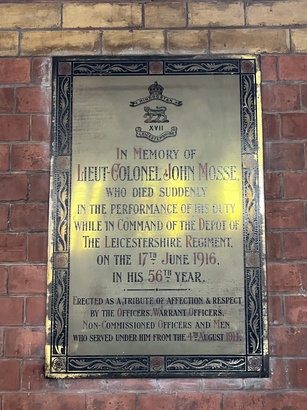 HINDOOSTAN
XVII
LEICESTERSHIRE
IN MEMORY OF
LIEUT-COLONEL JOHN MOSSE,
WHO DIED SUDDENLY
IN THE PERFORMANCE OF HIS DUTY
WHILE IN COMMAND OF THE DEPOT OF
THE LEICESTERSHIRE REGIMENT,
ON THE 17TH JUNE 1916,
IN HIS 56TH YEAR.
ERECTED AS A TRIBUTE OF AFFECTION & RESPECT
BY THE OFFICERS, WARRANT OFFICERS,
NON-COMMISSIONED OFFICERS AND MEN
WHO SERVED UNDER HIM FROM THE 4TH AUGUST 1914.